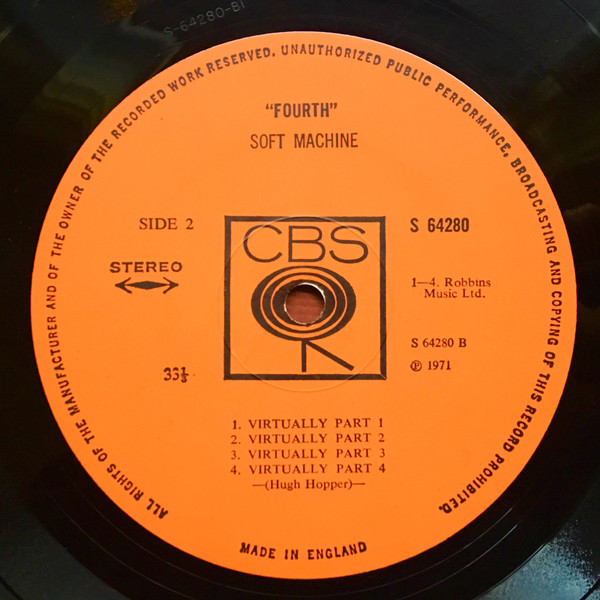 S-64280-B1
ALL RIGHTS OF THE MANUFACTURER AND OF THE OWNER OF THE RECORDED WORK RESERVED. UNAUTHORIZED PUBLIC PERFORMANCE, BROADCASTING AND COPYING OF THIS RECORD PROHIBITED.
"FOURTH"
SOFT MACHINE
SIDE 2
CBS
S 64280
STEREO
1—4. Robbins
Music Ltd.
S 64280 B
℗ 1971
33⅓
1. VIRTUALLY PART 1
2. VIRTUALLY PART 2
3. VIRTUALLY PART 3
4. VIRTUALLY PART 4
—(Hugh Hopper)—
MADE IN ENGLAND